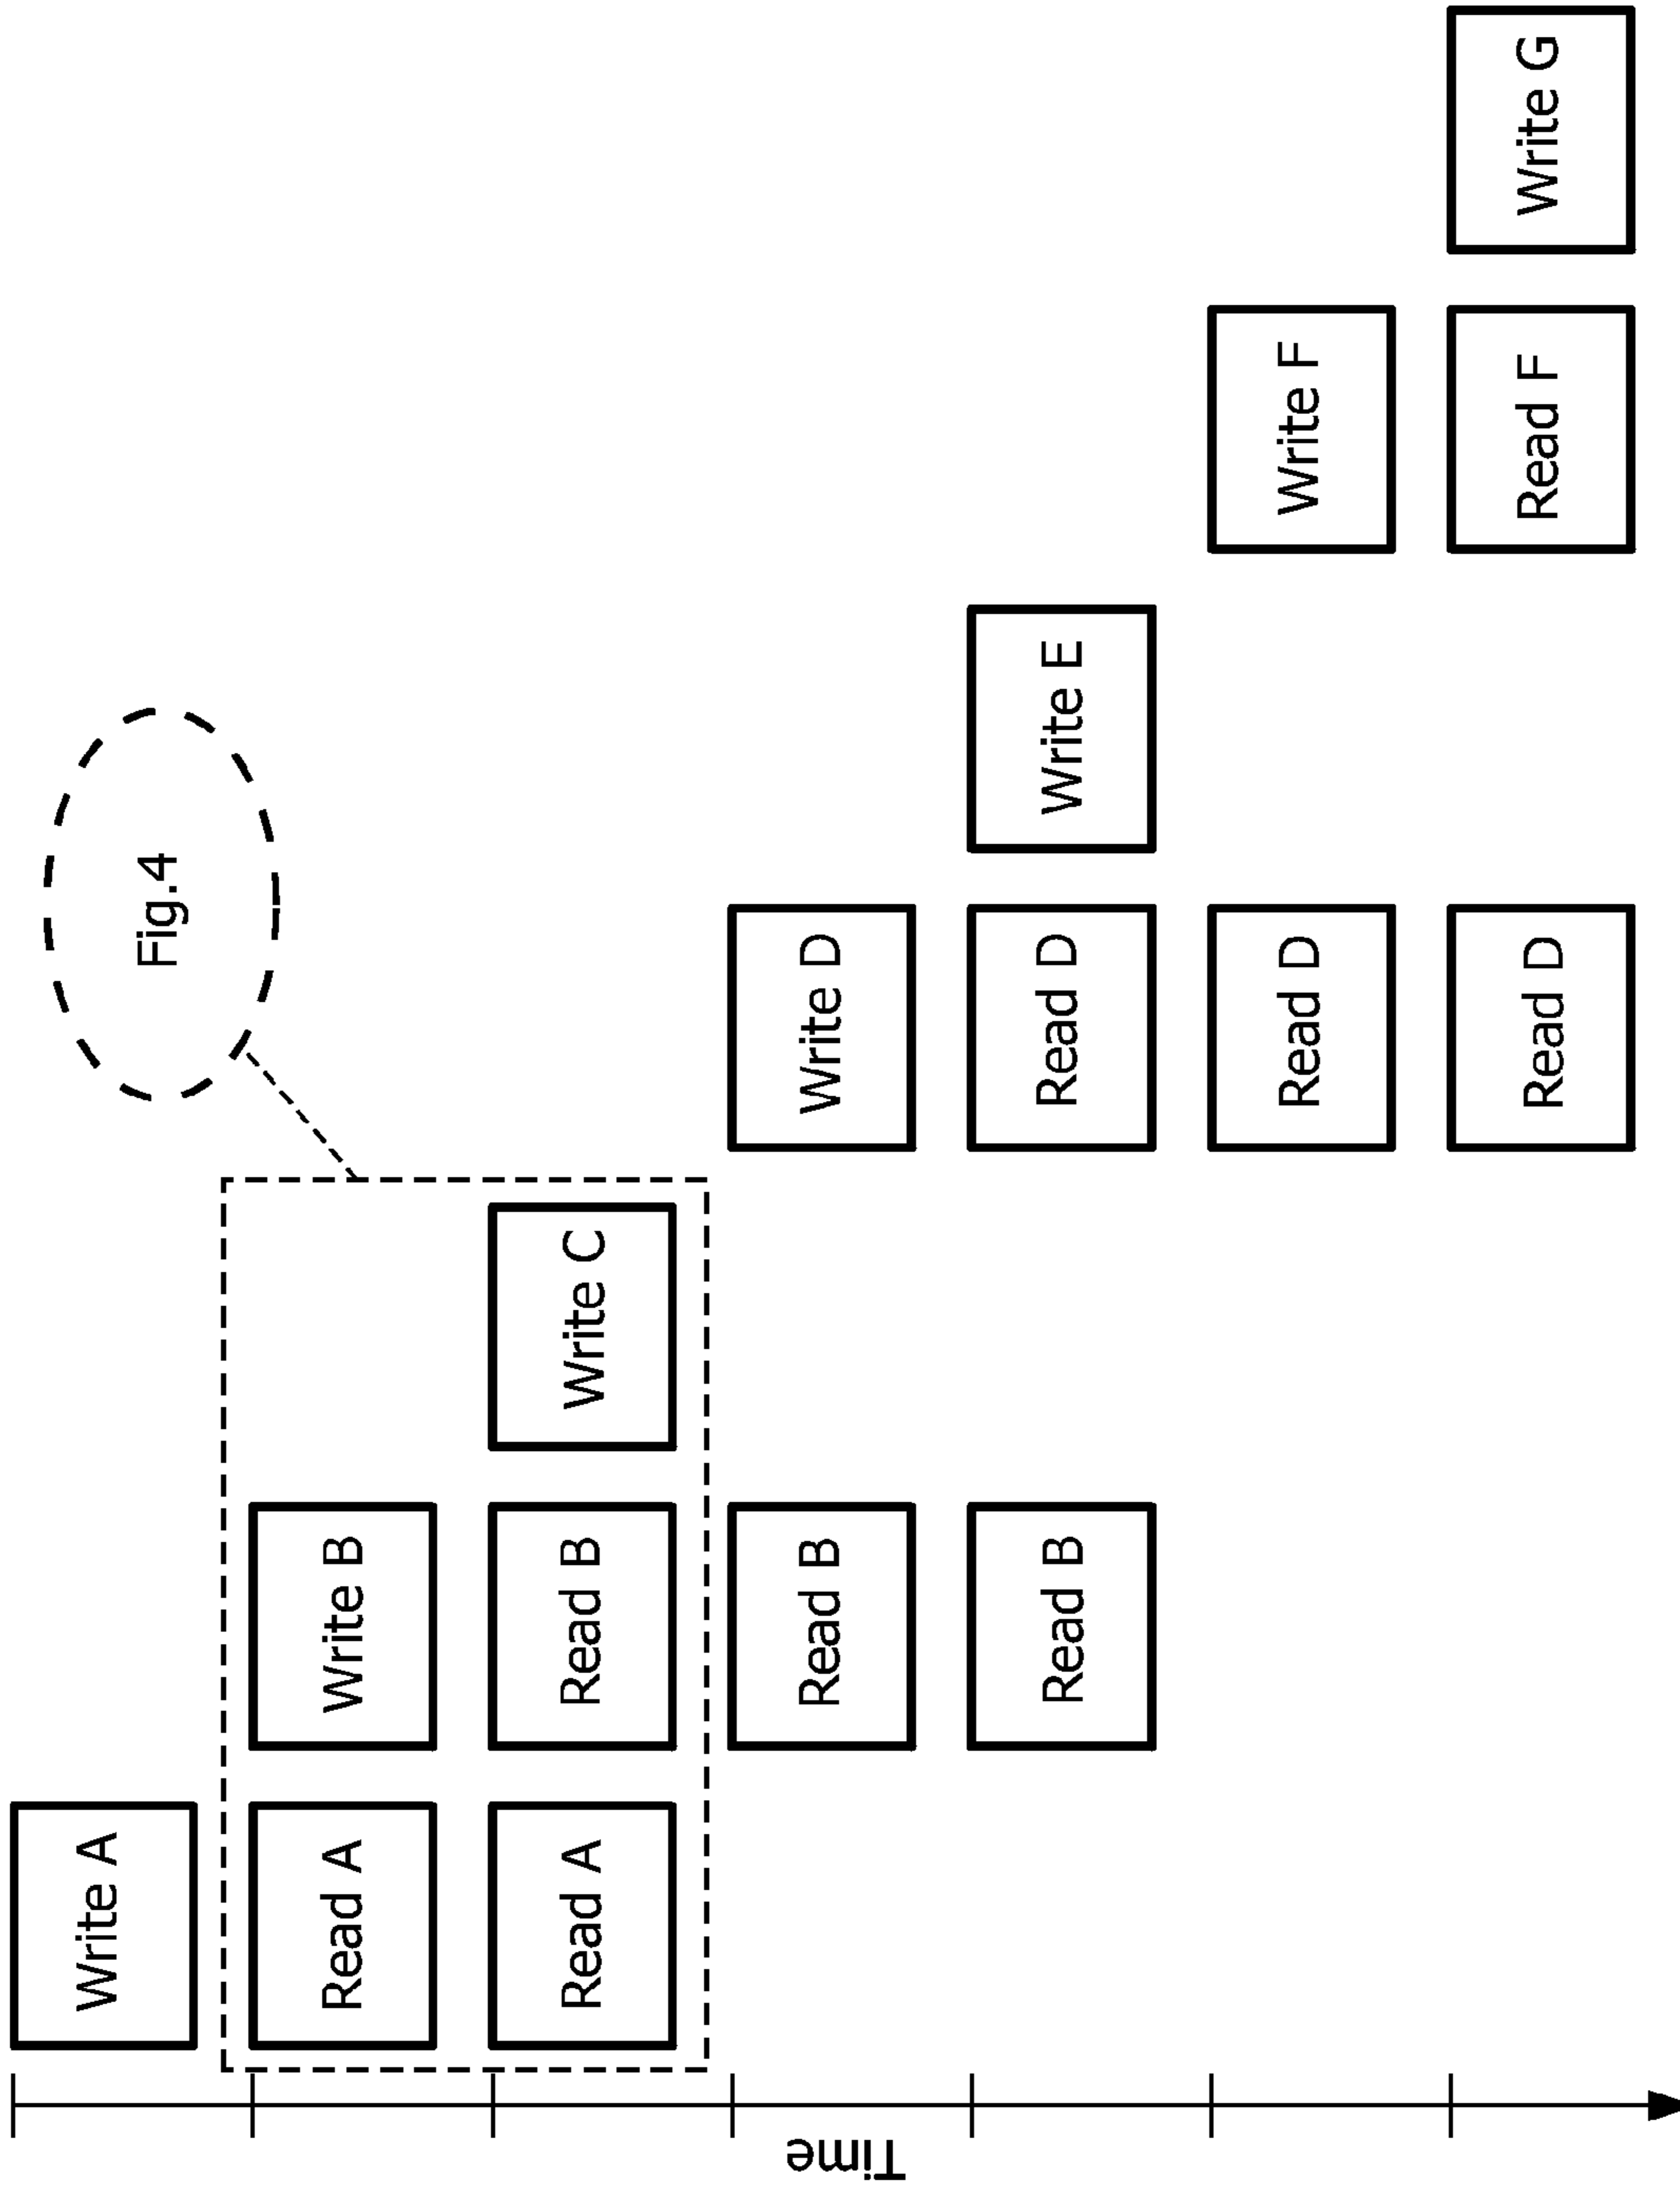 Write A
Fig.4
Read A
Write B
Read A
Read B
Write C
Time
Read B
Write D
Read B
Read D
Write E
Read D
Write F
Read D
Read F
Write G